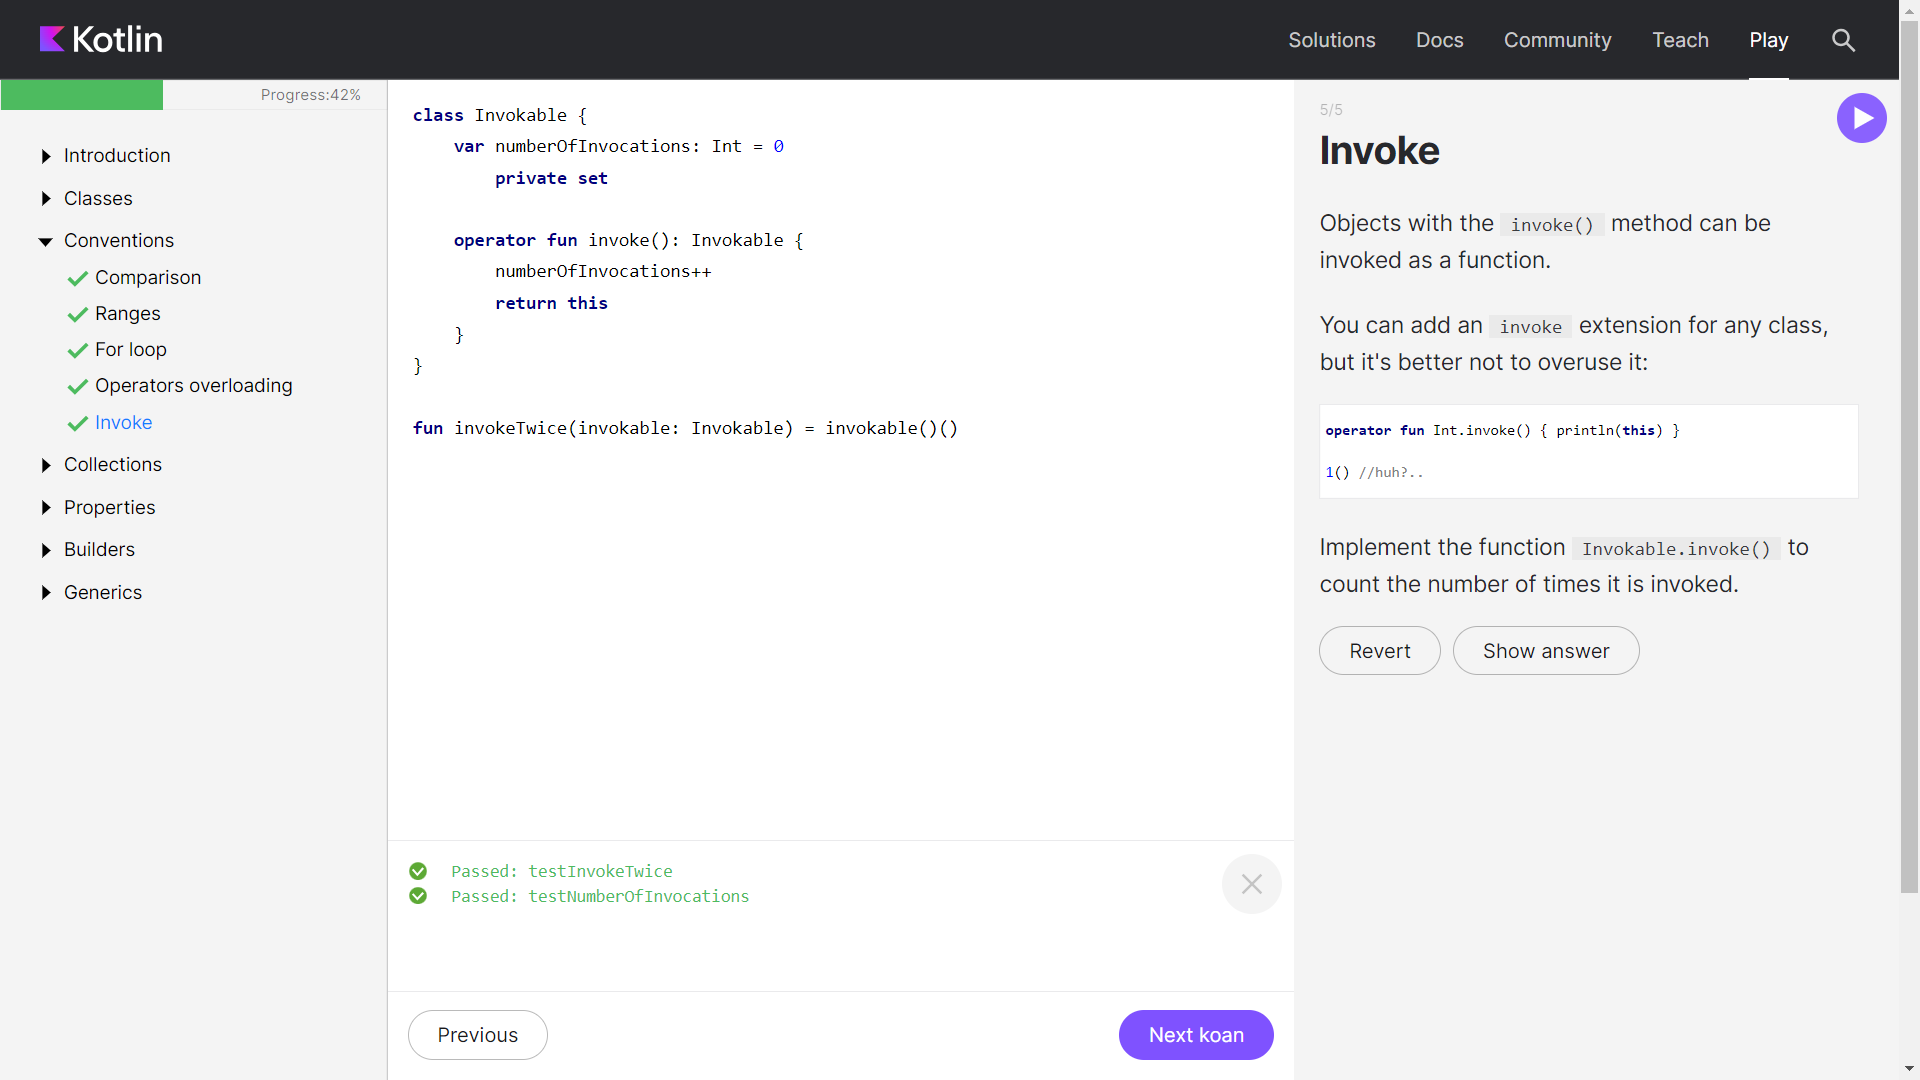 Kotlin
Solutions
Docs
Community
Teach
Play
Progress:42%
Introduction
Classes
Conventions
Comparison
Ranges
For loop
Operators overloading
Invoke
Collections
Properties
Builders
Generics
class Invokable {
    var numberOfInvocations: Int = 0
        private set
    operator fun invoke(): Invokable {
        numberOfInvocations++
        return this
    }
}
fun invokeTwice(invokable: Invokable) = invokable()()
Passed: testInvokeTwice
Passed: testNumberOfInvocations
Previous
Next koan
5/5
Invoke
Objects with the invoke() method can be
invoked as a function.
You can add an invoke extension for any class,
but it's better not to overuse it:
operator fun Int.invoke() { println(this) }
1() //huh?..
Implement the function Invokable.invoke() to
count the number of times it is invoked.
Revert
Show answer